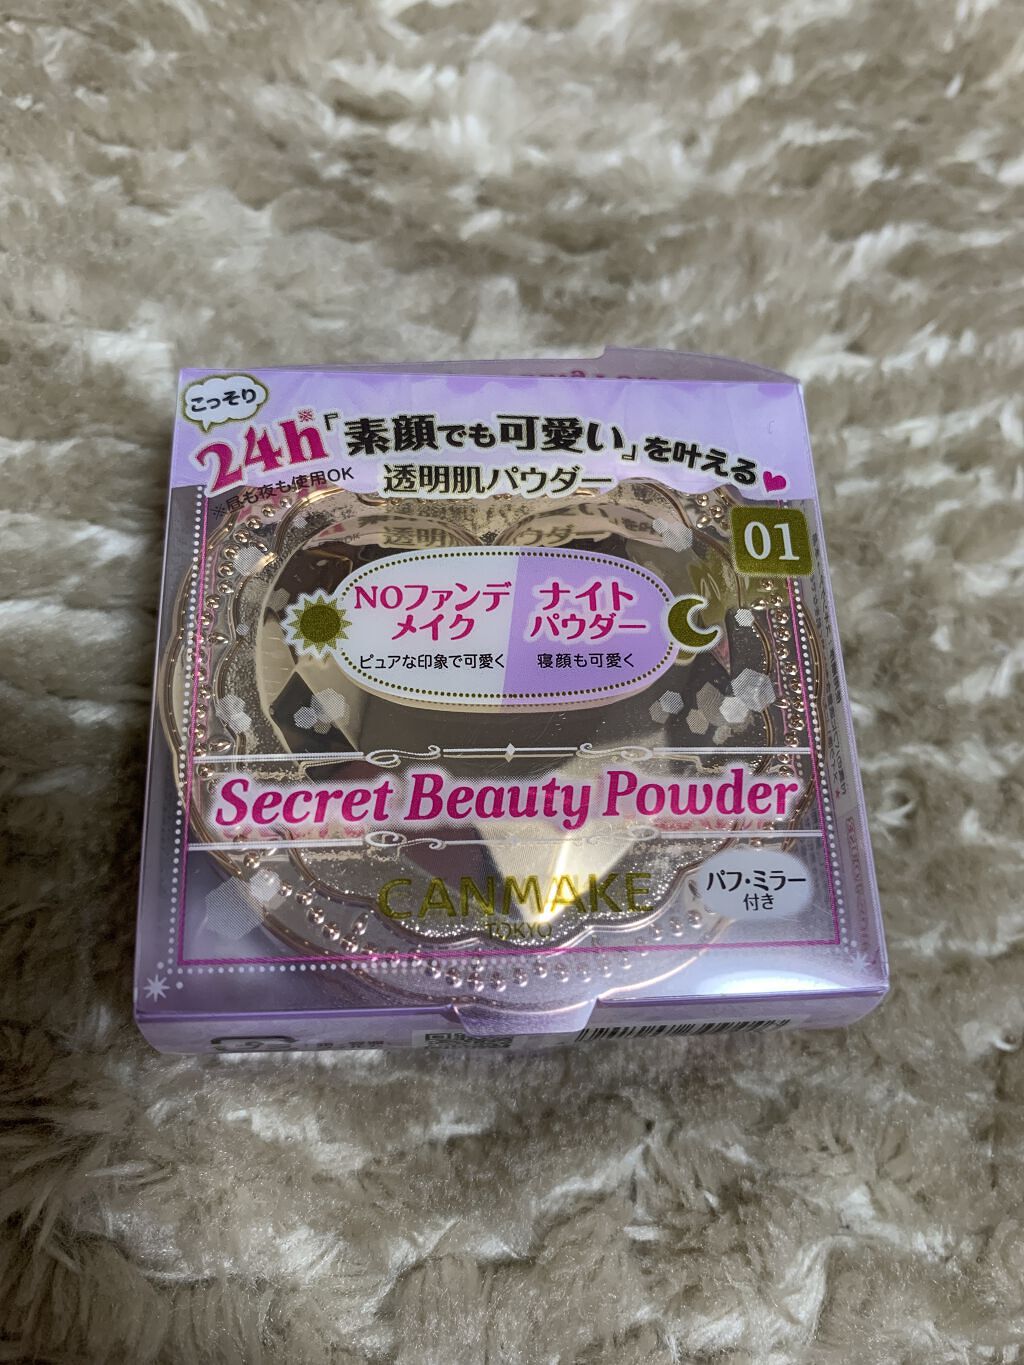 こっそり
24h※「素顔でも可愛い」を叶える
※昼も夜も使用OK
透明肌パウダー
01
NOファンデ
メイク
ピュアな印象で可愛く
ナイト
パウダー
寝顔も可愛く
Secret Beauty Powder
CANMAKE
TOKYO
パフ・ミラー
付き